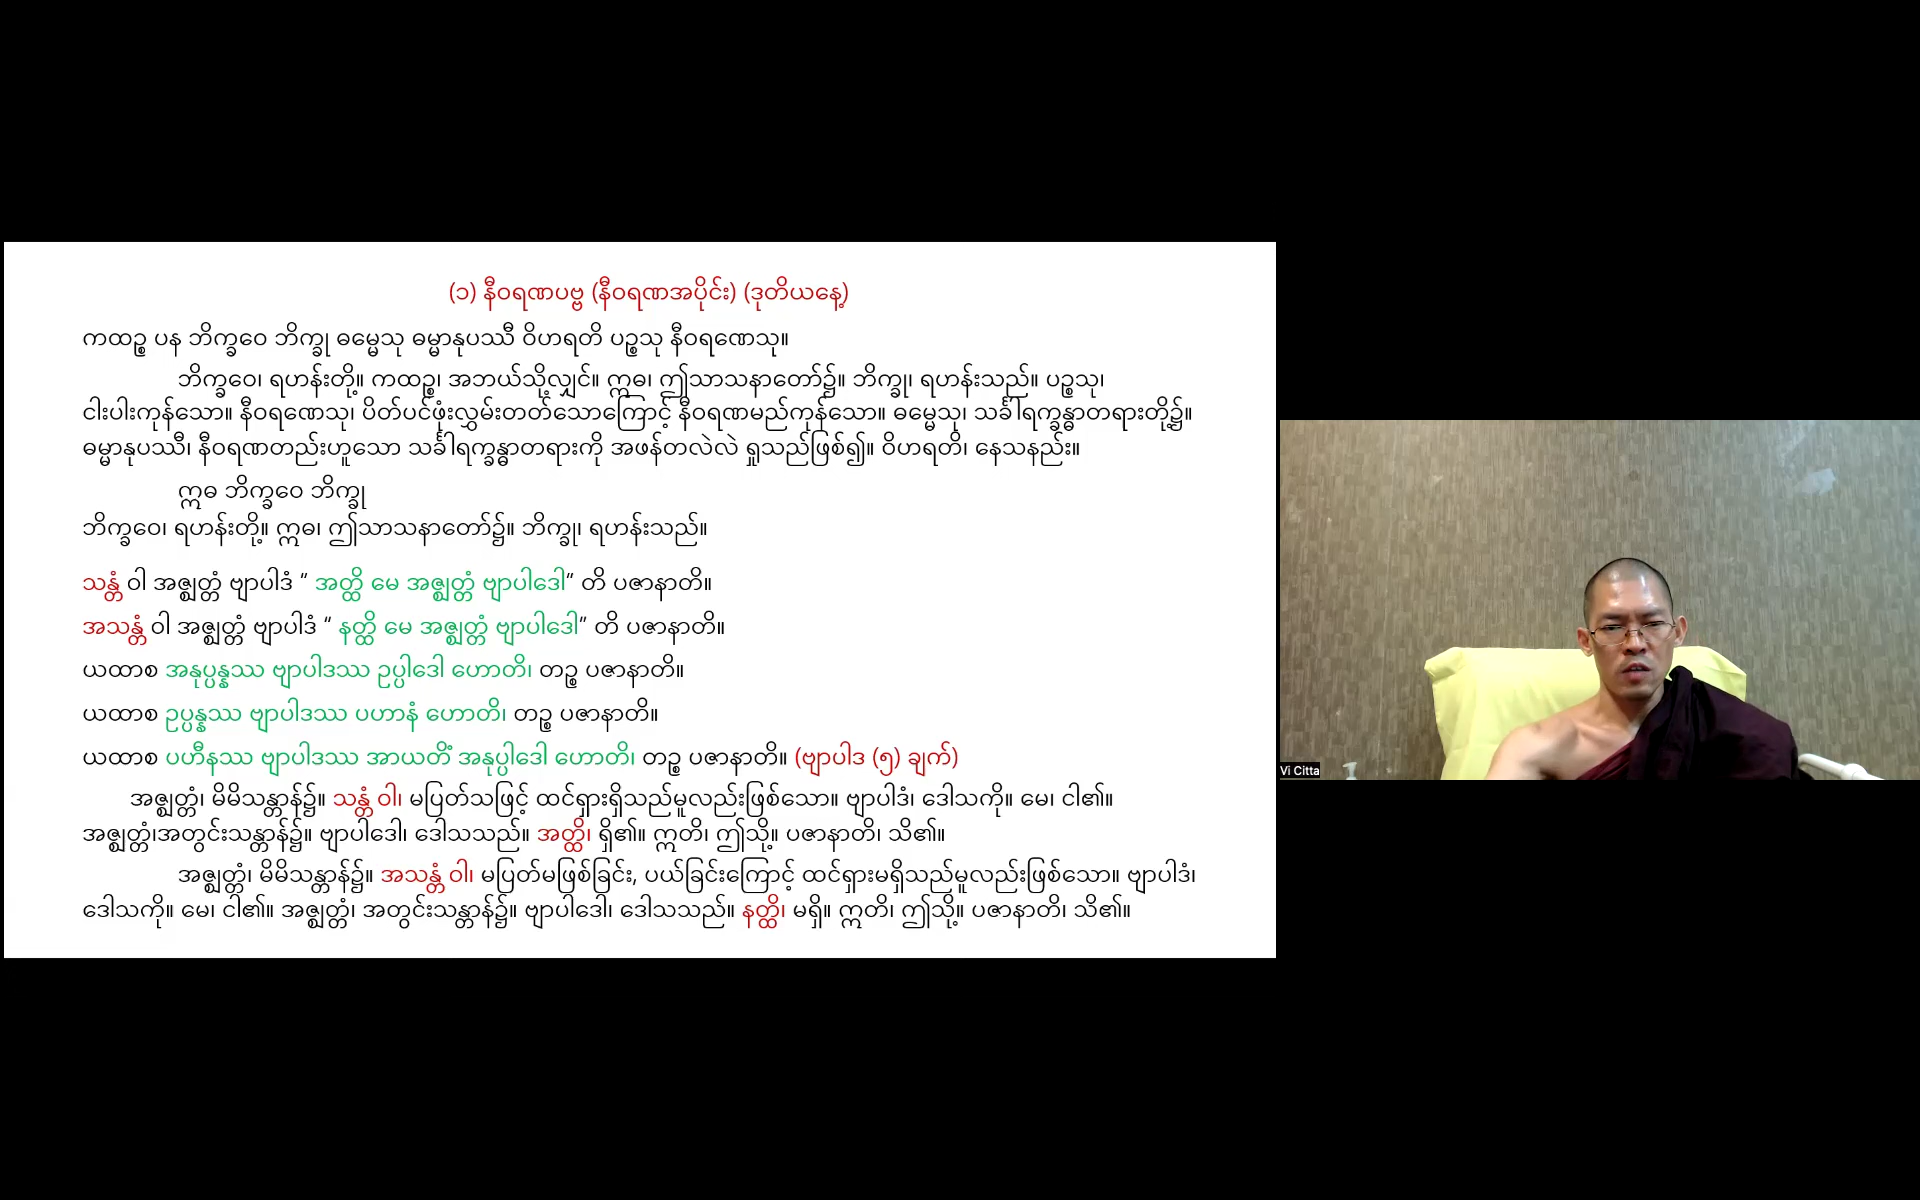 (၁) နီဝရဏပဗ္ဗ (နီဝရဏအပိုင်း) (ဒုတိယနေ့)
ကထဉ္စ ပန ဘိက္ခဝေ ဘိက္ခု ဓမ္မေသု ဓမ္မာနုပဿီ ဝိဟရတိ ပဉ္စသု နီဝရဏေသု။
ဘိက္ခဝေ၊ ရဟန်းတို့။ ကထဉ္စ၊ အဘယ်သို့လျှင်။ ဣဓ၊ ဤသာသနာတော်၌။ ဘိက္ခု၊ ရဟန်းသည်။ ပဉ္စသု၊
ငါးပါးကုန်သော။ နီဝရဏေသု၊ ပိတ်ပင်ဖုံးလွှမ်းတတ်သောကြောင့် နီဝရဏမည်ကုန်သော။ ဓမ္မေသု၊ သင်္ခါရက္ခန္ဓာတရားတို့၌။
ဓမ္မာနုပဿီ၊ နီဝရဏတည်းဟူသော သင်္ခါရက္ခန္ဓာတရားကို အဖန်တလဲလဲ ရှုသည်ဖြစ်၍။ ဝိဟရတိ၊ နေသနည်း။
ဣဓ ဘိက္ခဝေ ဘိက္ခု
ဘိက္ခဝေ၊ ရဟန်းတို့။ ဣဓ၊ ဤသာသနာတော်၌။ ဘိက္ခု၊ ရဟန်းသည်။
သန္တံ ဝါ အဇ္ဈတ္တံ ဗျာပါဒံ “ အတ္ထိ မေ အဇ္ဈတ္တံ ဗျာပါဒေါ” တိ ပဇာနာတိ။
အသန္တံ ဝါ အဇ္ဈတ္တံ ဗျာပါဒံ “ နတ္ထိ မေ အဇ္ဈတ္တံ ဗျာပါဒေါ” တိ ပဇာနာတိ။
ယထာစ အနုပ္ပန္နဿ ဗျာပါဒဿ ဥပ္ပါဒေါ ဟောတိ၊ တဉ္စ ပဇာနာတိ။
ယထာစ ဥပ္ပန္နဿ ဗျာပါဒဿ ပဟာနံ ဟောတိ၊ တဉ္စ ပဇာနာတိ။
ယထာစ ပဟီနဿ ဗျာပါဒဿ အာယတိံ အနုပ္ပါဒေါ ဟောတိ၊ တဉ္စ ပဇာနာတိ။ (ဗျာပါဒ (၅) ချက်)
အဇ္ဈတ္တံ၊ မိမိသန္တာန်၌။ သန္တံ ဝါ၊ မပြတ်သဖြင့် ထင်ရှားရှိသည်မူလည်းဖြစ်သော။ ဗျာပါဒံ၊ ဒေါသကို။ မေ၊ ငါ၏။
အဇ္ဈတ္တံ၊အတွင်းသန္တာန်၌။ ဗျာပါဒေါ၊ ဒေါသသည်။ အတ္ထိ၊ ရှိ၏။ ဣတိ၊ ဤသို့။ ပဇာနာတိ၊ သိ၏။
အဇ္ဈတ္တံ၊ မိမိသန္တာန်၌။ အသန္တံ ဝါ၊ မပြတ်မဖြစ်ခြင်း, ပယ်ခြင်းကြောင့် ထင်ရှားမရှိသည်မူလည်းဖြစ်သော။ ဗျာပါဒံ၊
ဒေါသကို။ မေ၊ ငါ၏။ အဇ္ဈတ္တံ၊ အတွင်းသန္တာန်၌။ ဗျာပါဒေါ၊ ဒေါသသည်။ နတ္ထိ၊ မရှိ။ ဣတိ၊ ဤသို့။ ပဇာနာတိ၊ သိ၏။
Vi Citta